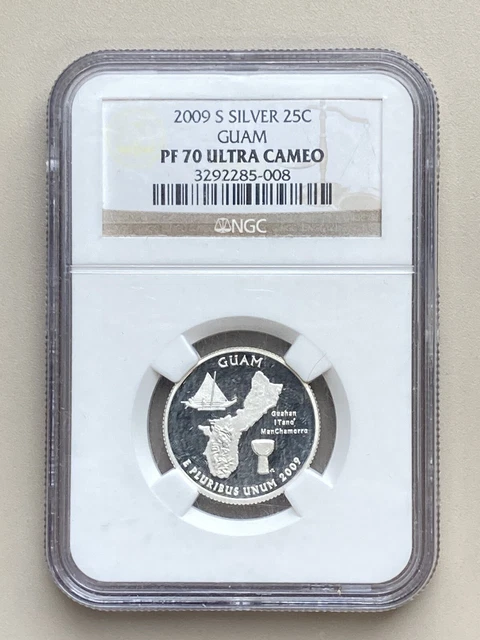 2009 S SILVER 25C
GUAM
PF 70 ULTRA CAMEO
3292285-008
NGC
GUAM
Guahan
I Tano'
ManChamorro
E PLURIBUS UNUM 2009